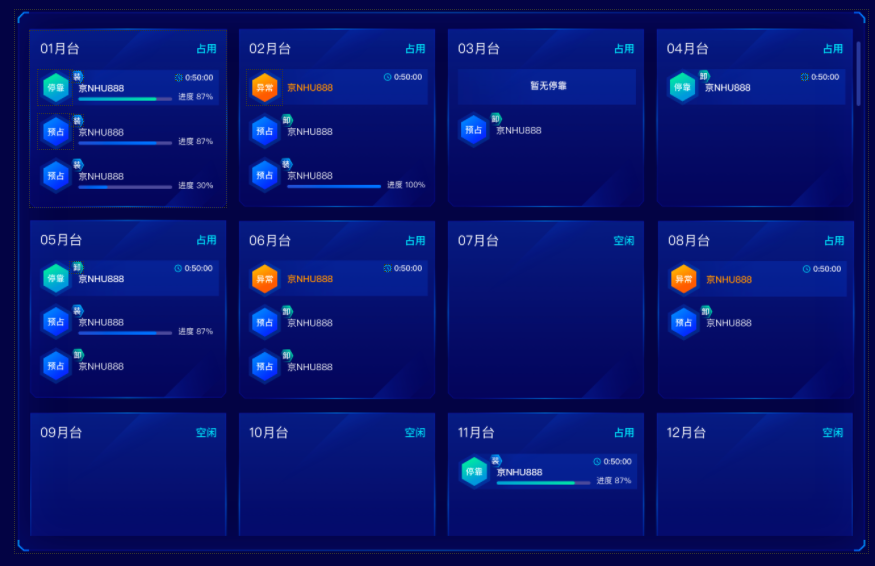 01月台 占用
停靠 装 京NHU888 0:50:00
进度 87%
预占 装 京NHU888
进度 87%
预占 装 京NHU888
进度 30%
02月台 占用
异常 京NHU888 0:50:00
预占 卸 京NHU888
预占 装 京NHU888
进度 100%
03月台 占用
暂无停靠
预占 卸 京NHU888
04月台 占用
停靠 卸 京NHU888 0:50:00
05月台 占用
停靠 卸 京NHU888 0:50:00
预占 装 京NHU888
进度 87%
预占 卸 京NHU888
06月台 占用
异常 京NHU888 0:50:00
预占 卸 京NHU888
预占 卸 京NHU888
07月台 空闲
08月台 占用
异常 京NHU888 0:50:00
预占 卸 京NHU888
09月台 空闲
10月台 空闲
11月台 占用
停靠 装 京NHU888 0:50:00
进度 87%
12月台 空闲